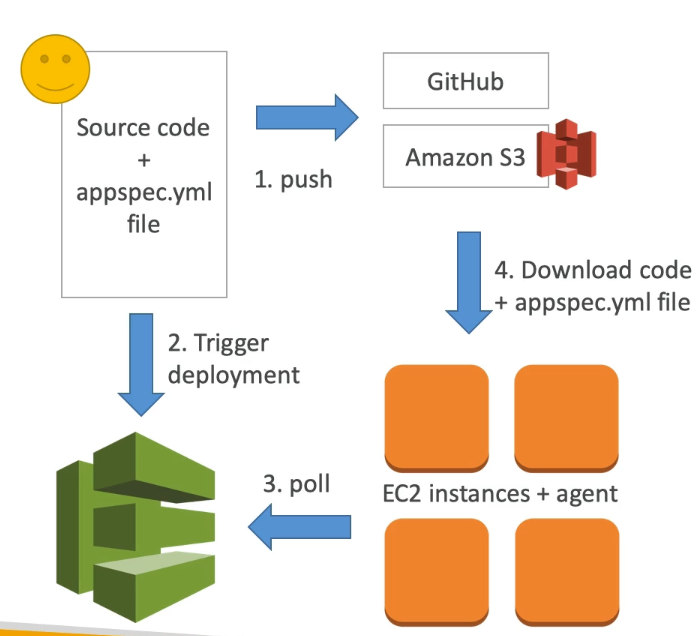 Source code
+
appspec.yml
file
1. push
GitHub
Amazon S3
2. Trigger
deployment
4. Download code
+ appspec.yml file
3. poll
EC2 instances + agent